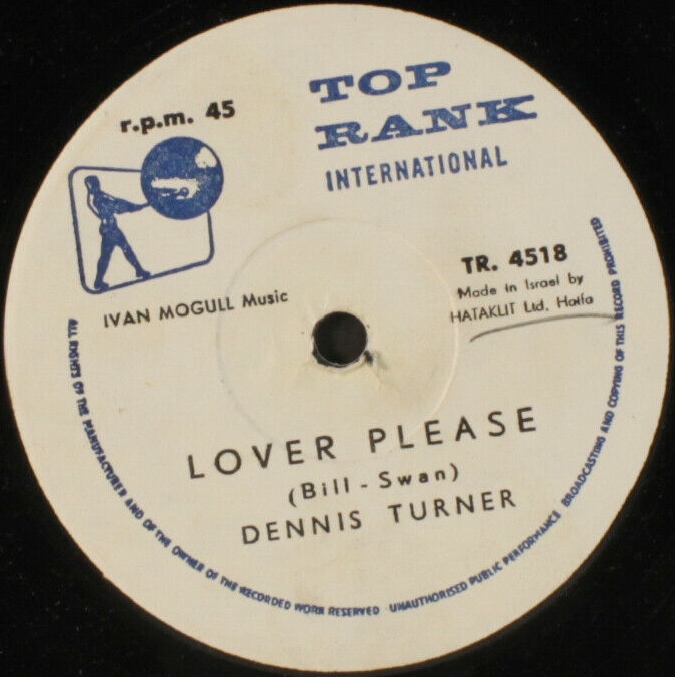 r.p.m. 45
TOP
RANK
INTERNATIONAL
IVAN MOGULL Music
TR. 4518
Made in Israel by
HATAKLIT Ltd. Haifa
LOVER PLEASE
(Bill - Swan)
DENNIS TURNER
ALL RIGHTS OF THE MANUFACTURER AND OF THE OWNER OF THE RECORDED WORK RESERVED · UNAUTHORISED PUBLIC PERFORMANCE BROADCASTING AND COPYING OF THIS RECORD PROHIBITED